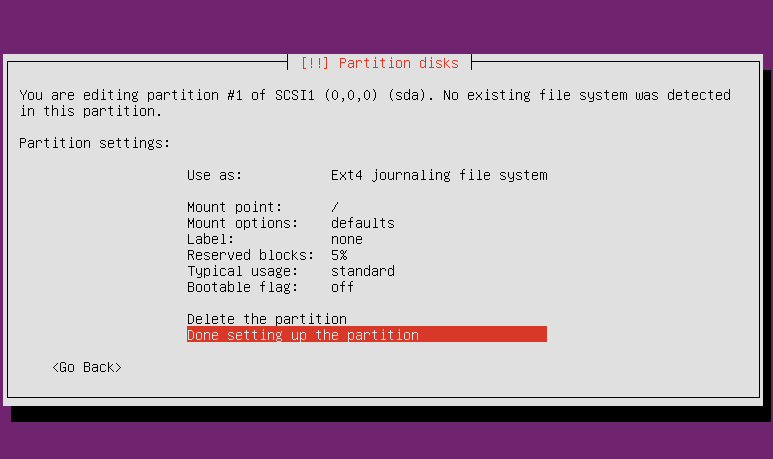 [!!] Partition disks
You are editing partition #1 of SCSI1 (0,0,0) (sda). No existing file system was detected
in this partition.
Partition settings:
Use as: Ext4 journaling file system
Mount point: /
Mount options: defaults
Label: none
Reserved blocks: 5%
Typical usage: standard
Bootable flag: off
Delete the partition
Done setting up the partition
<Go Back>